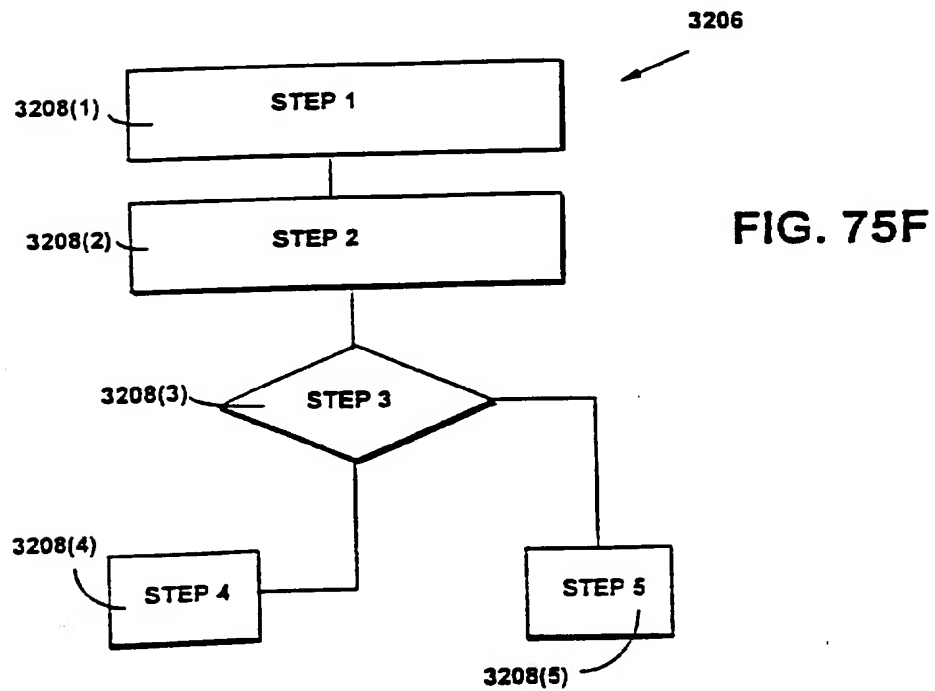 3206
3208(1)
STEP 1
3208(2)
STEP 2
FIG. 75F
3208(3)
STEP 3
3208(4)
STEP 4
STEP 5
3208(5)